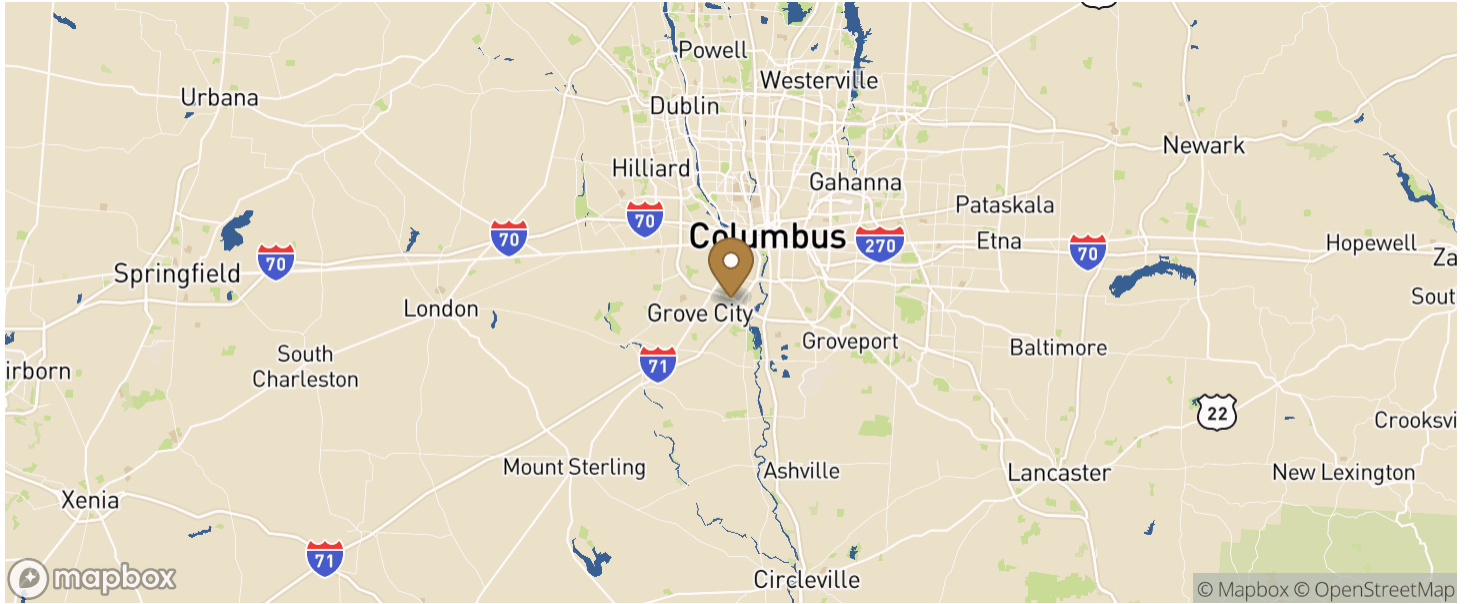 Powell
Westerville
Urbana
Dublin
Newark
Hilliard
Gahanna
Pataskala
70
Columbus
270
Etna
Hopewell
Za
70
70
70
Springfield
London
Grove City
Sout
Groveport
Baltimore
South
Charleston
71
irborn
22
Crooksvi
Mount Sterling
Ashville
Lancaster
New Lexington
Xenia
71
Circleville
mapbox
© Mapbox © OpenStreetMap